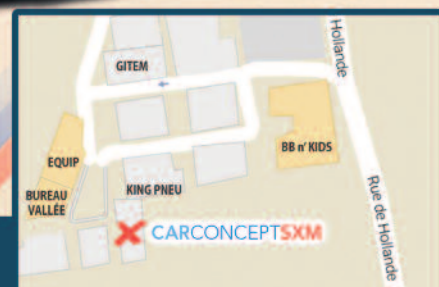 Hollande
GITEM
EQUIP
BB n' KIDS
BUREAU
VALLÉE
KING PNEU
Rue de Hollande
CARCONCEPTSXM